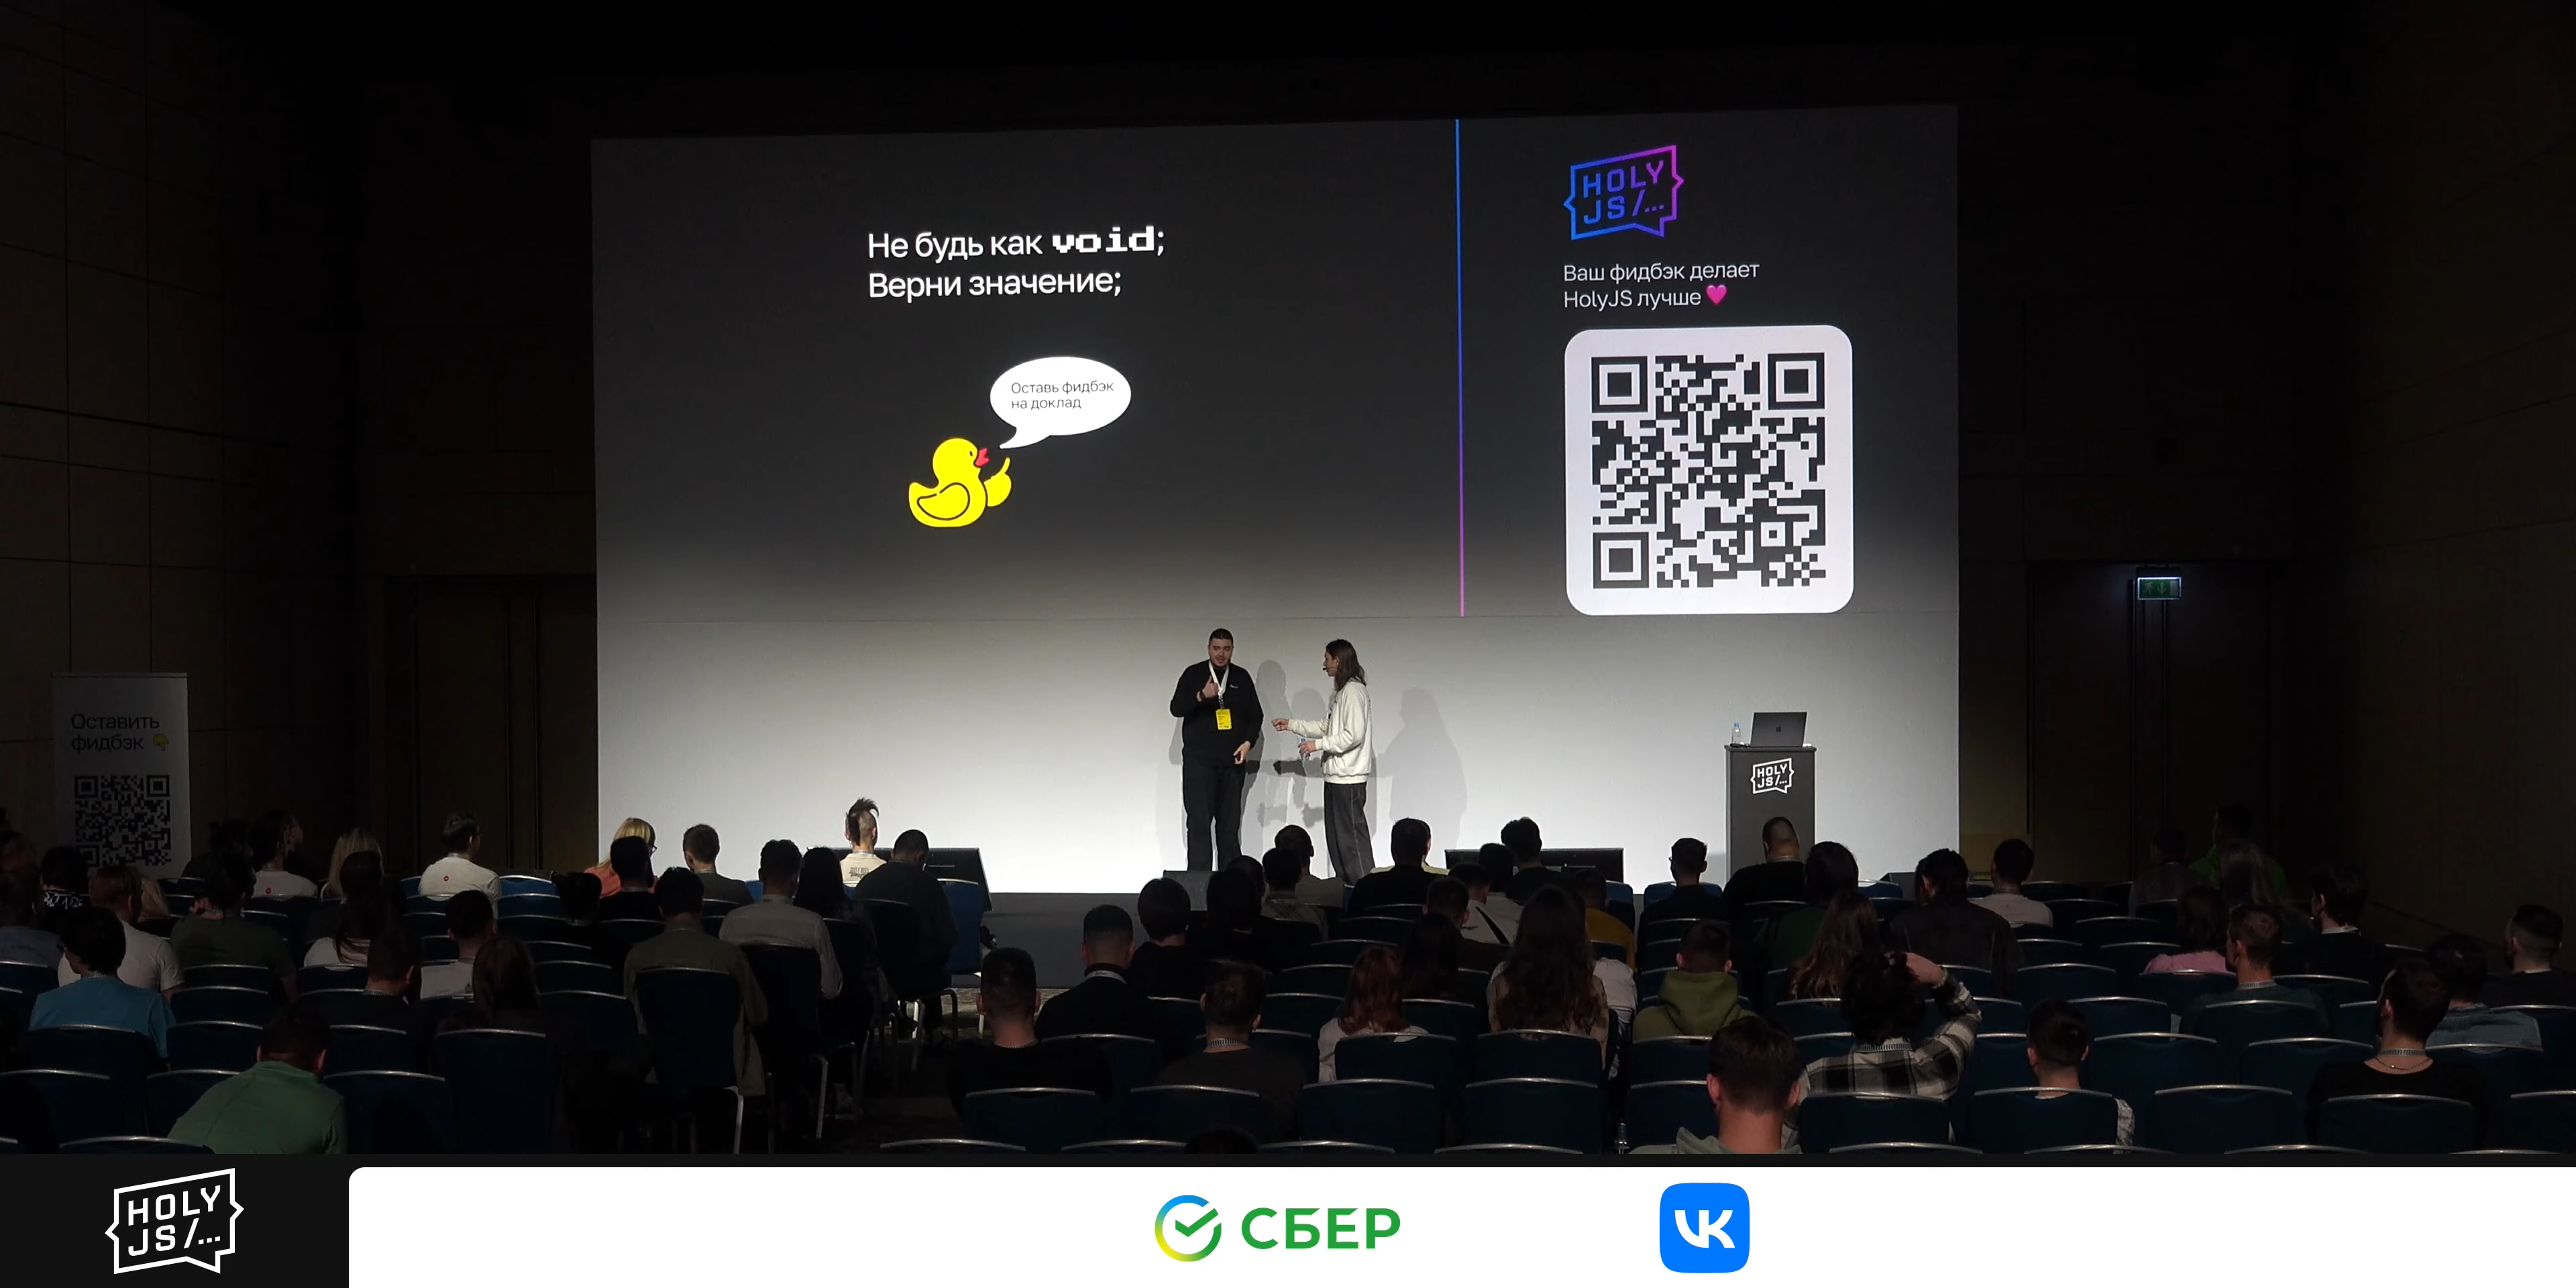 Не будь как void;
Верни значение;
Оставь фидбэк
на доклад
HOLY
JS/...
Ваш фидбэк делает
HolyJS лучше
Оставить
фидбэк
HOLY
JS/...
HOLY
JS/...
СБЕР
VK